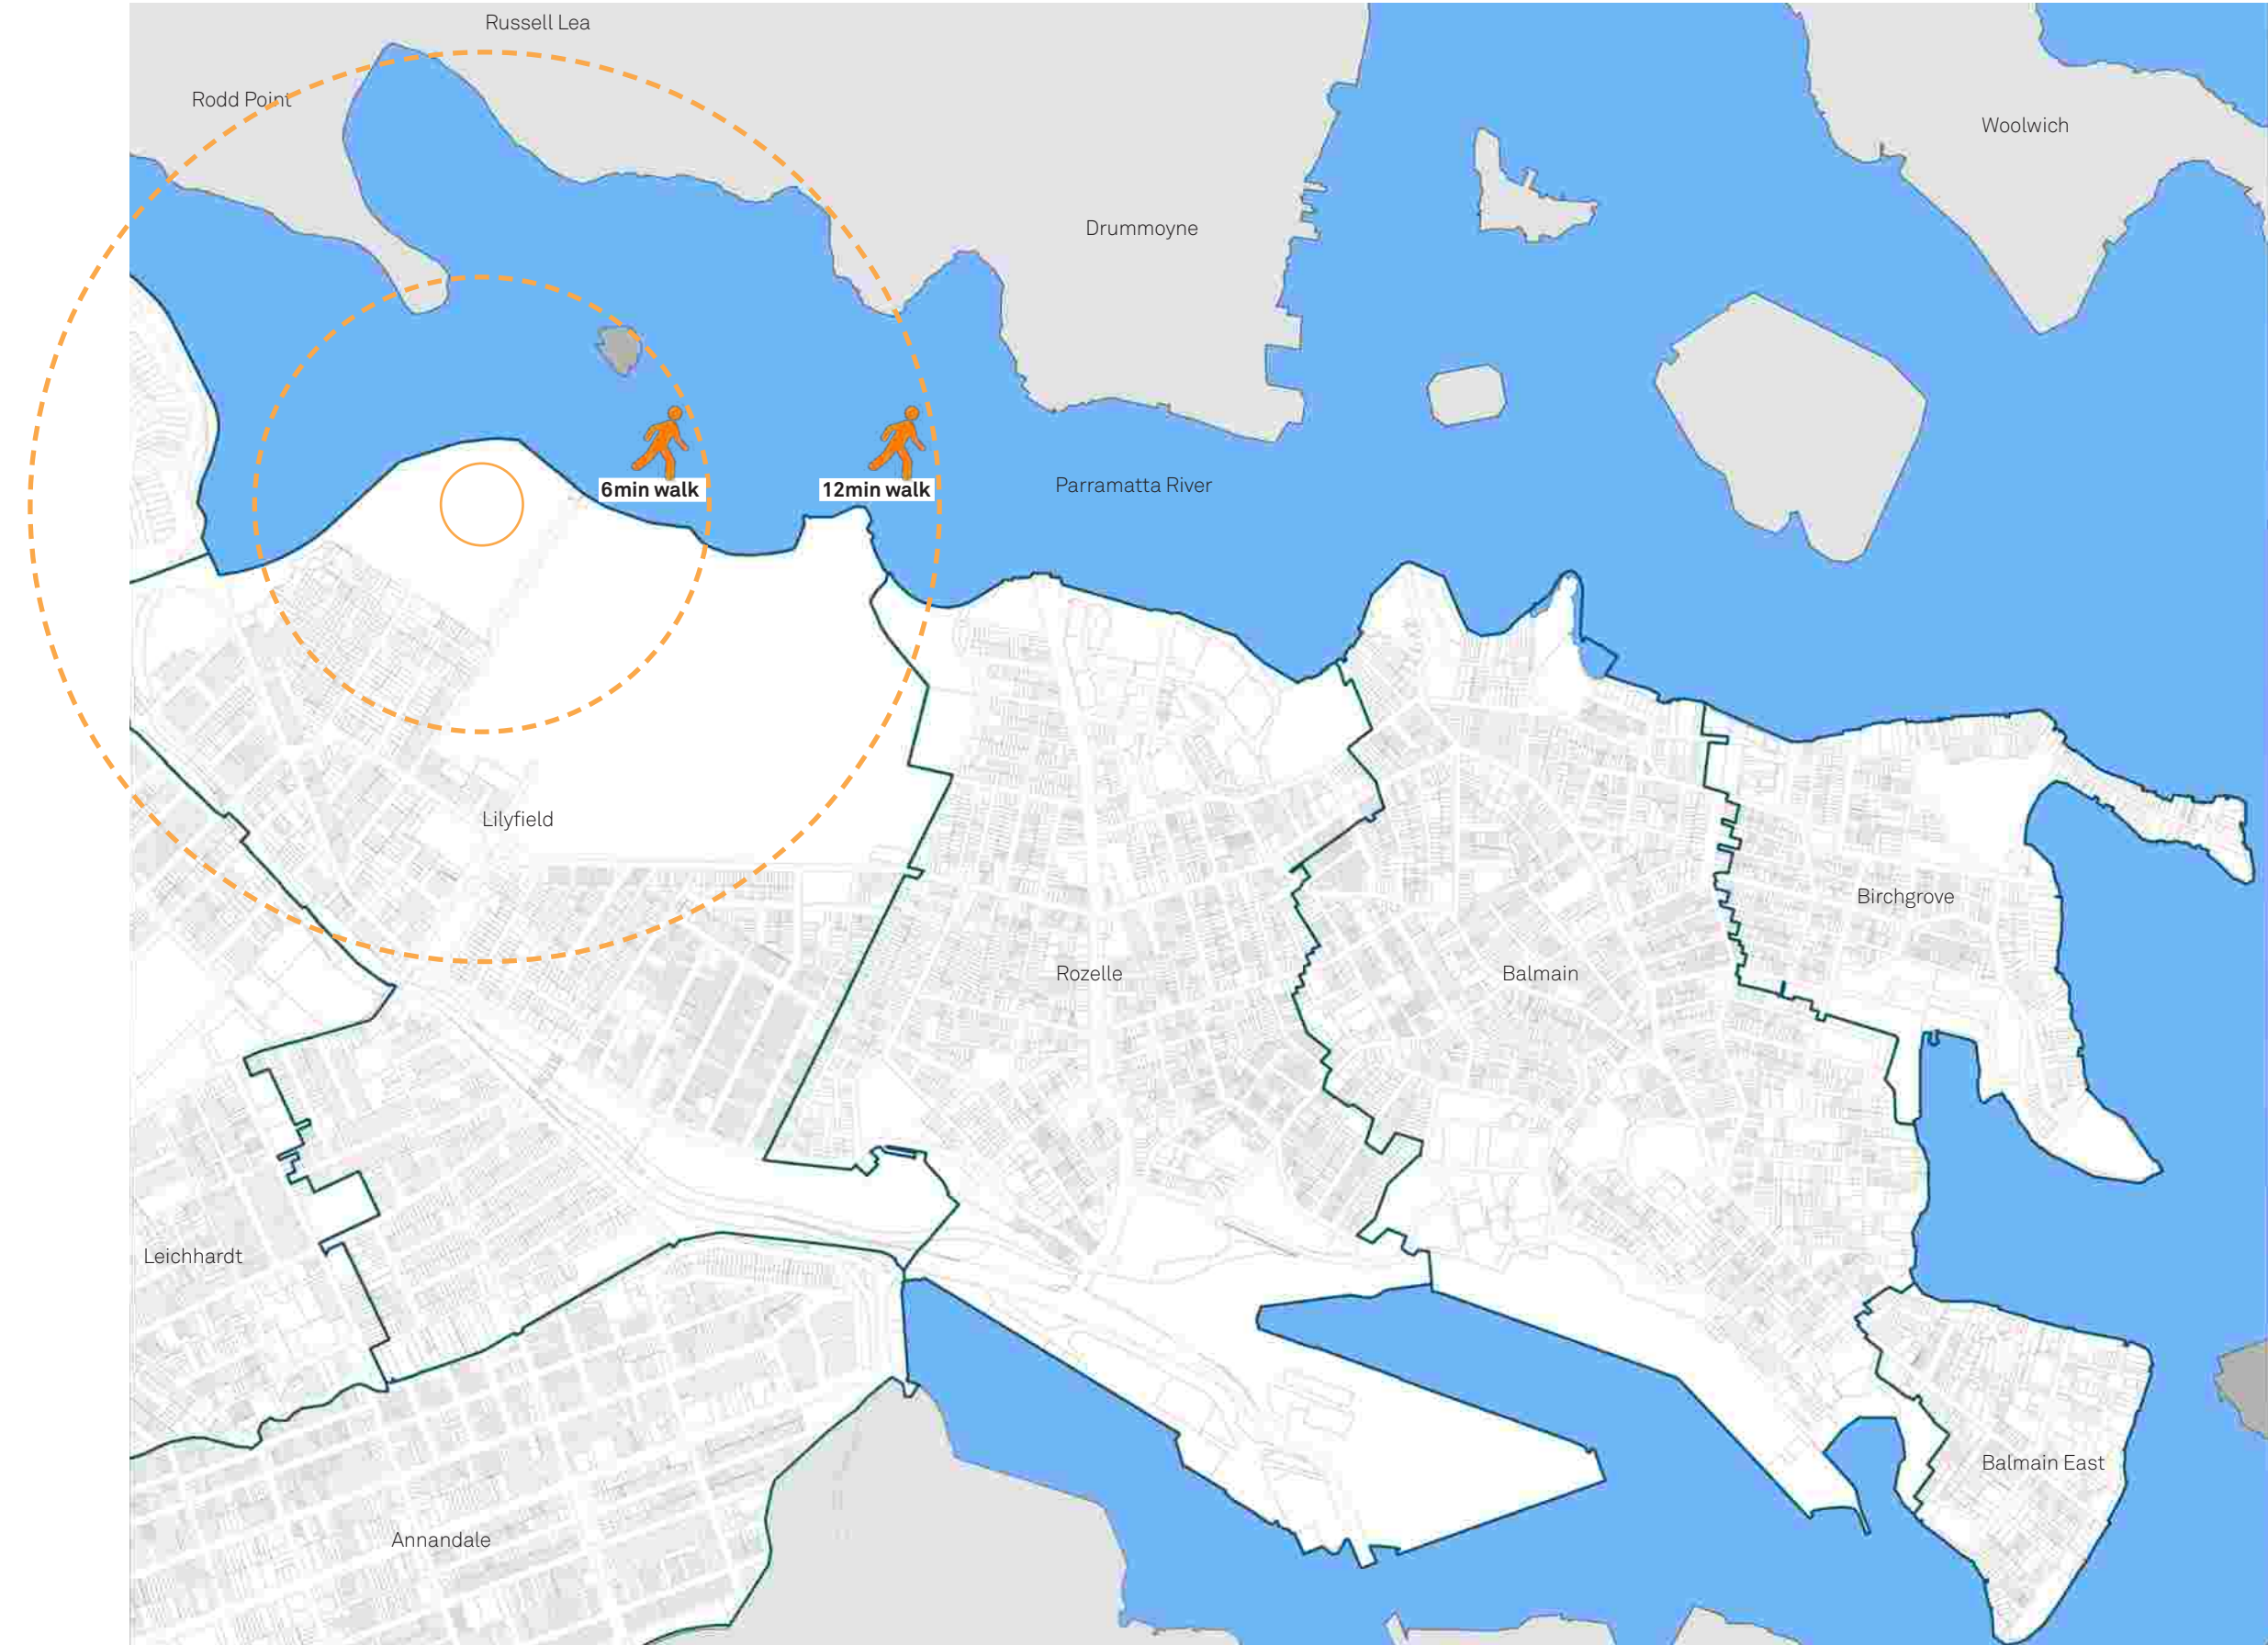 Russell Lea
Rodd Point
Woolwich
Drummoyne
6min walk
12min walk
Parramatta River
Lilyfield
Birchgrove
Rozelle
Balmain
Leichhardt
Balmain East
Annandale